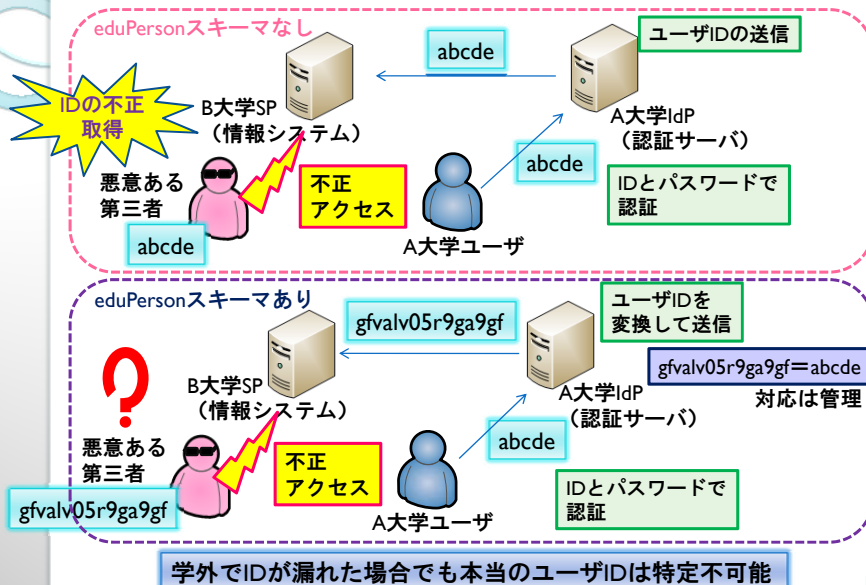 eduPersonスキーマなし
abcde
ユーザIDの送信
IDの不正
取得
B大学SP
（情報システム）
A大学IdP
（認証サーバ）
abcde
悪意ある
第三者
不正
アクセス
IDとパスワードで
認証
abcde
A大学ユーザ
eduPersonスキーマあり
gfvalv05r9ga9gf
ユーザIDを
変換して送信
gfvalv05r9ga9gf＝abcde
対応は管理
B大学SP
（情報システム）
A大学IdP
（認証サーバ）
abcde
?
悪意ある
第三者
不正
アクセス
IDとパスワードで
認証
gfvalv05r9ga9gf
A大学ユーザ
学外でIDが漏れた場合でも本当のユーザIDは特定不可能